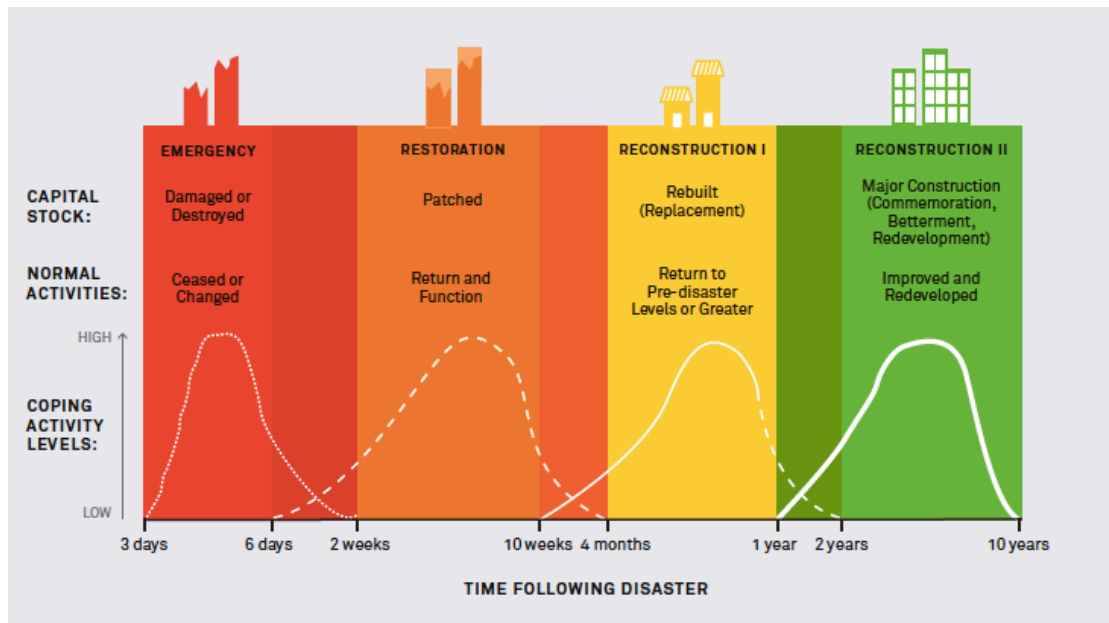 EMERGENCY
RESTORATION
RECONSTRUCTION I
RECONSTRUCTION II
CAPITAL
STOCK:
Damaged or
Destroyed
Patched
Rebuilt
(Replacement)
Major Construction
(Commemoration,
Betterment,
Redevelopment)
NORMAL
ACTIVITIES:
Ceased or
Changed
Return and
Function
Return to
Pre-disaster
Levels or Greater
Improved and
Redeveloped
HIGH
COPING
ACTIVITY
LEVELS:
LOW
3 days
6 days
2 weeks
10 weeks
4 months
1 year
2 years
10 years
TIME FOLLOWING DISASTER